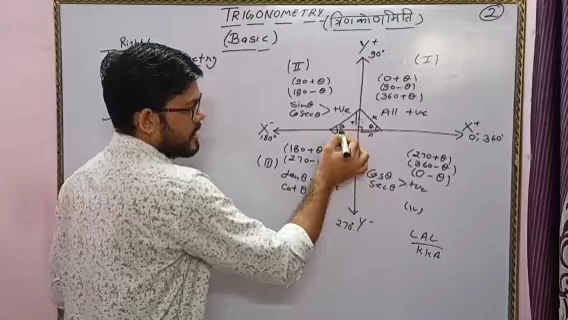 TRIGONOMETRY (त्रिकोणमिति)
(Basic)
2
Right
Y+
90°
(II)
(90+θ)
(180-θ)
Sinθ
Cosecθ > +ve
(I)
(0+θ)
(90-θ)
(360+θ)
All +ve
X-
180°
X+
0°, 360°
(III)
(180+θ)
(270-
tanθ
Cotθ
(270+θ)
(360-θ)
(0-θ)
Cosθ
Secθ > +ve
(IV)
270° Y-
LAL
KKA